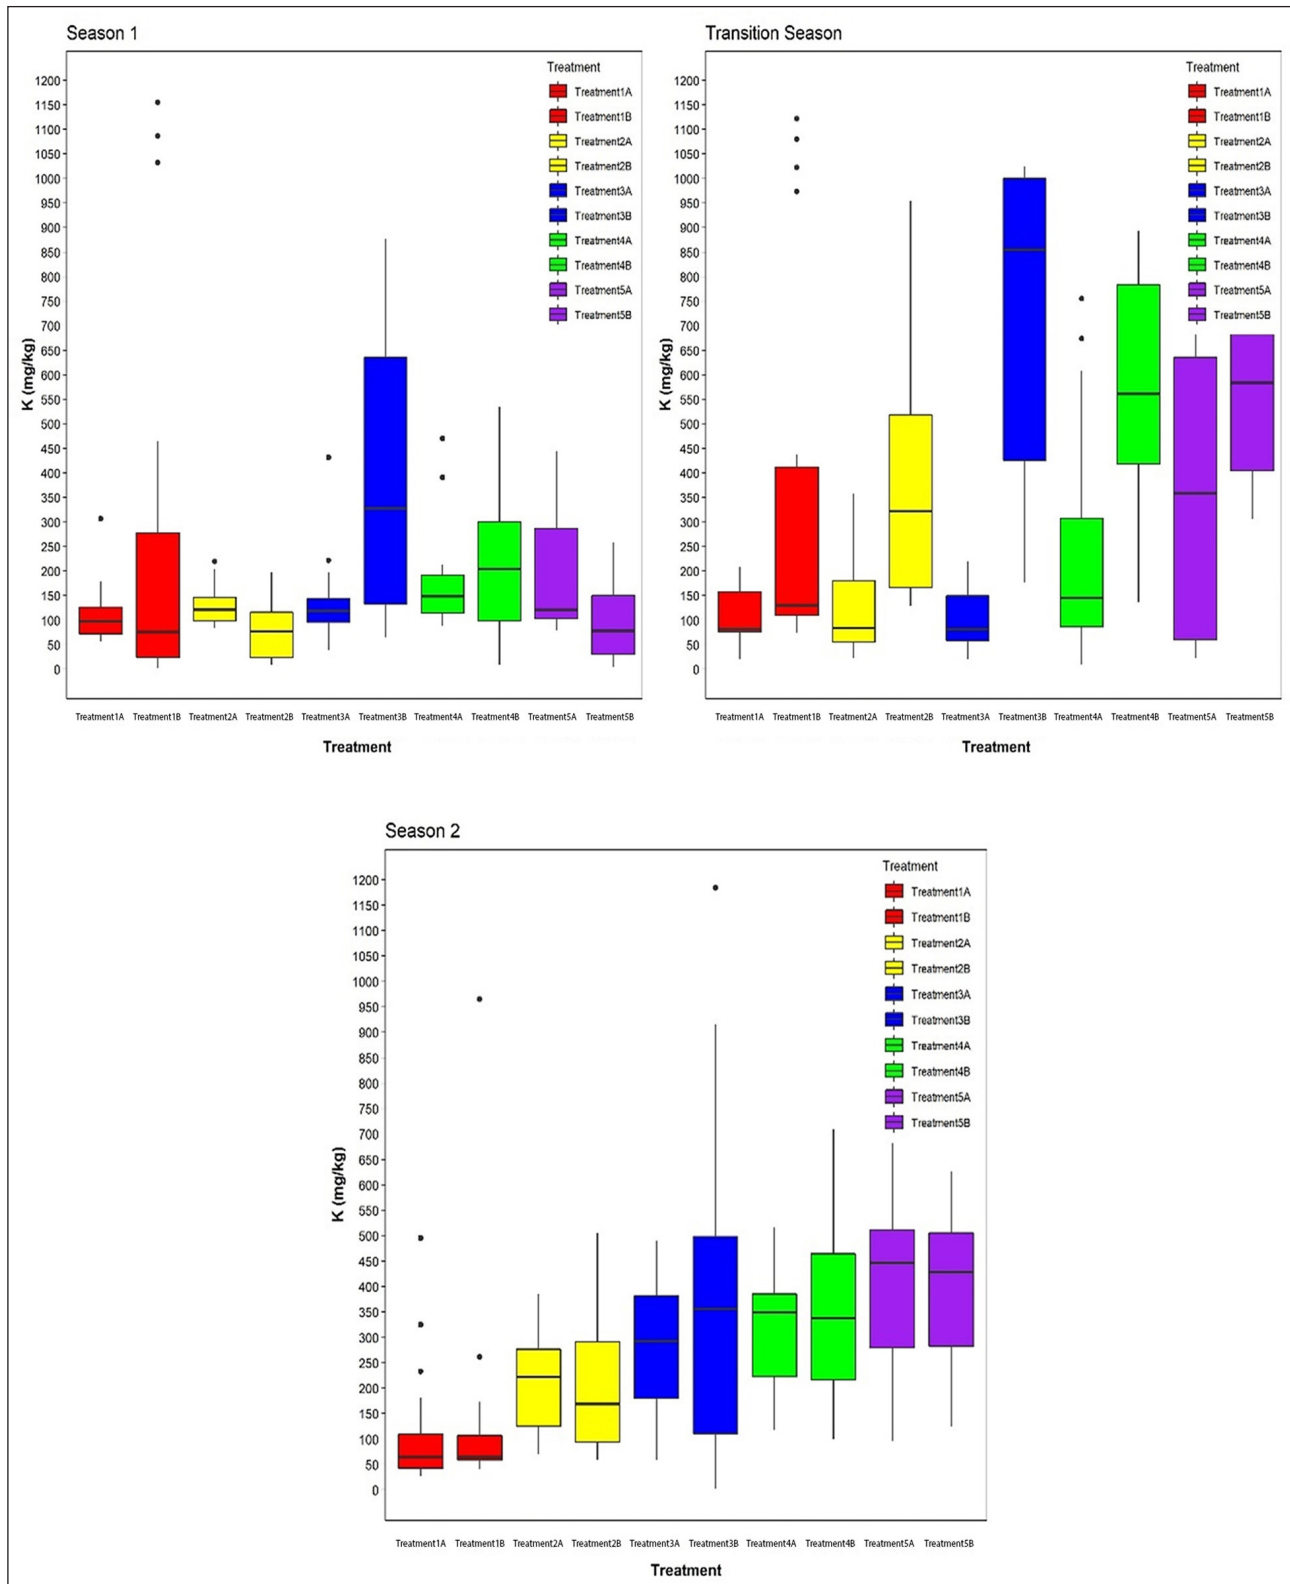 Season 1
Treatment
Treatment1A
Treatment1B
Treatment2A
Treatment2B
Treatment3A
Treatment3B
Treatment4A
Treatment4B
Treatment5A
Treatment5B
1200
1150
1100
1050
1000
950
900
850
800
750
700
650
600
550
500
450
400
350
300
250
200
150
100
50
0
K (mg/kg)
Treatment1A Treatment1B Treatment2A Treatment2B Treatment3A Treatment3B Treatment4A Treatment4B Treatment5A Treatment5B
Treatment
Transition Season
Treatment
Treatment1A
Treatment1B
Treatment2A
Treatment2B
Treatment3A
Treatment3B
Treatment4A
Treatment4B
Treatment5A
Treatment5B
1200
1150
1100
1050
1000
950
900
850
800
750
700
650
600
550
500
450
400
350
300
250
200
150
100
50
0
K (mg/kg)
Treatment1A Treatment1B Treatment2A Treatment2B Treatment3A Treatment3B Treatment4A Treatment4B Treatment5A Treatment5B
Treatment
Season 2
Treatment
Treatment1A
Treatment1B
Treatment2A
Treatment2B
Treatment3A
Treatment3B
Treatment4A
Treatment4B
Treatment5A
Treatment5B
1200
1150
1100
1050
1000
950
900
850
800
750
700
650
600
550
500
450
400
350
300
250
200
150
100
50
0
K (mg/kg)
Treatment1A Treatment1B Treatment2A Treatment2B Treatment3A Treatment3B Treatment4A Treatment4B Treatment5A Treatment5B
Treatment